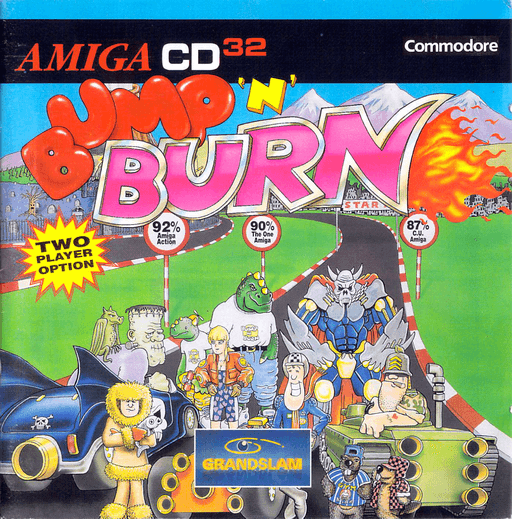 AMIGA CD32
Commodore
BUMP 'N'
BURN
STAR
92%
Amiga
Action
90%
The One
Amiga
87%
C.U.
Amiga
TWO
PLAYER
OPTION
GRANDSLAM